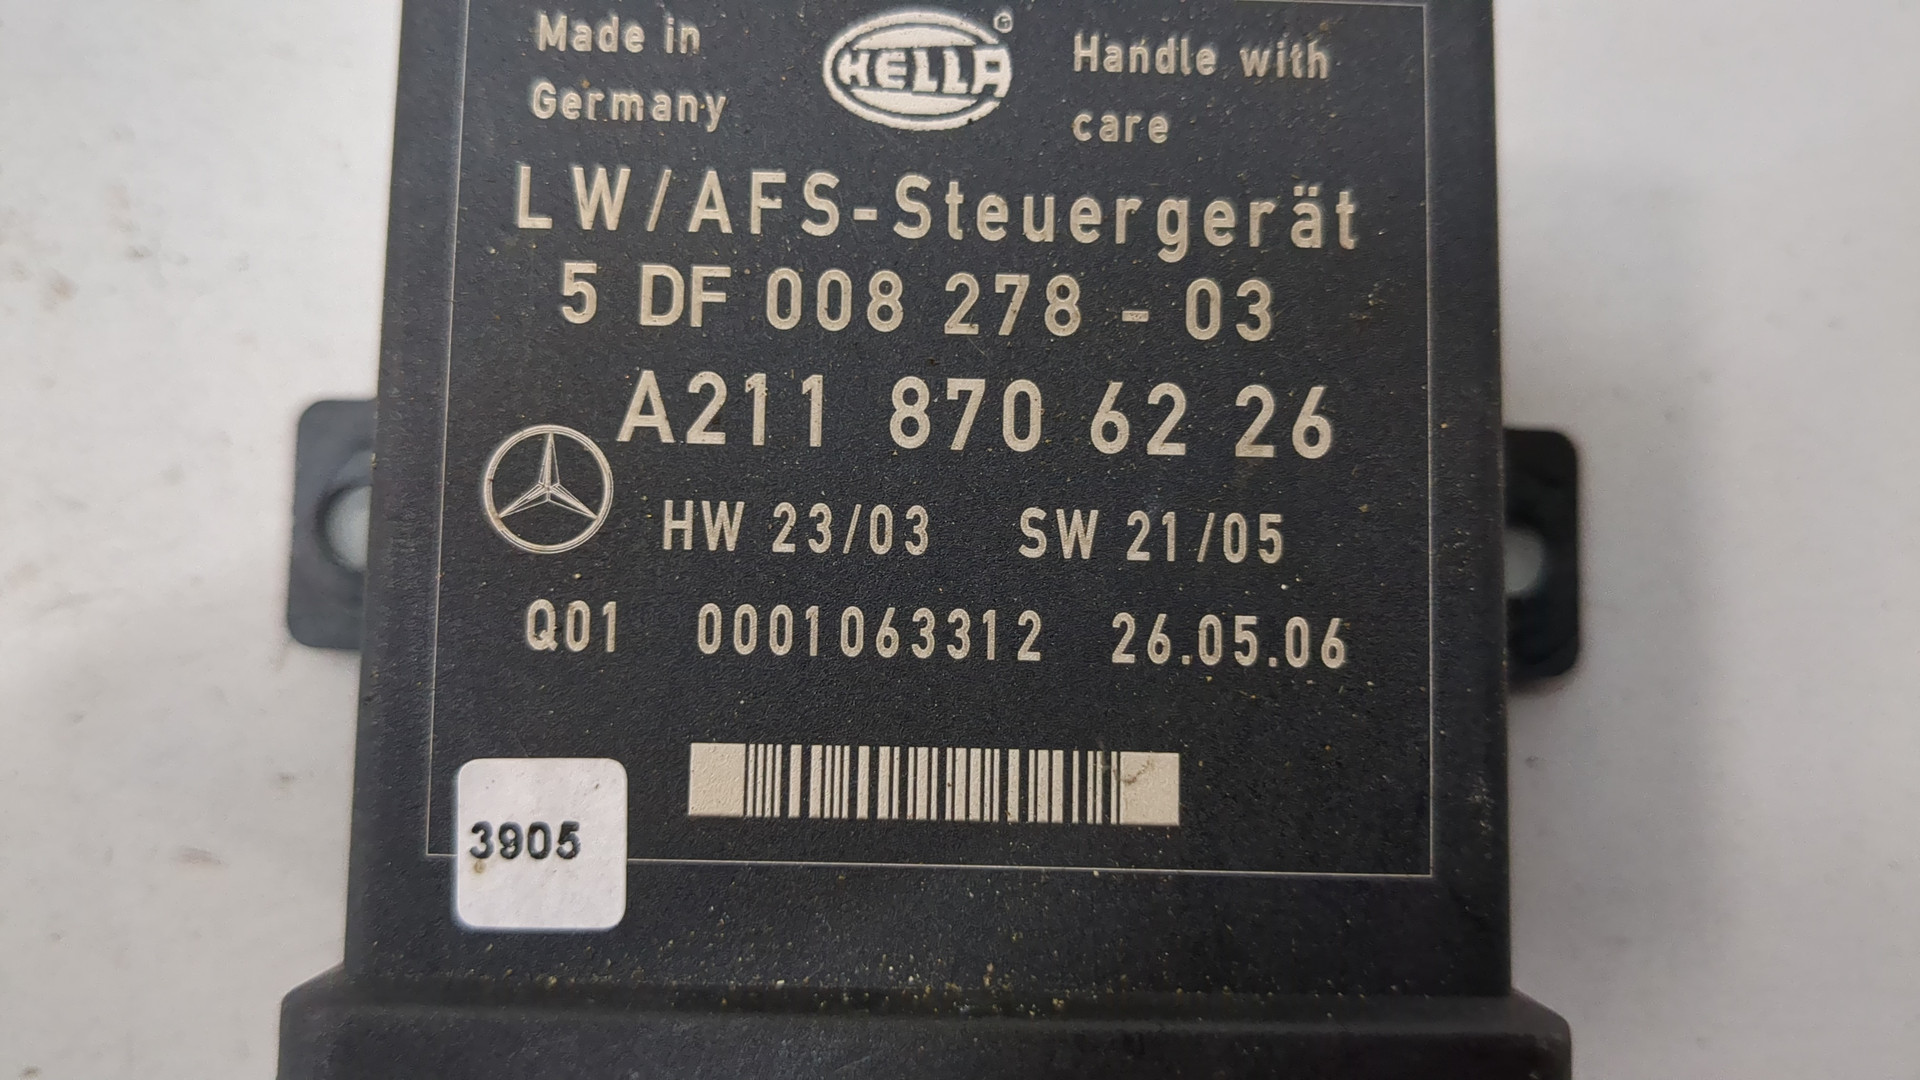 Made in
Germany
HELLA
Handle with
care
LW/AFS-Steuergerät
5 DF 008 278 - 03
A211 870 62 26
HW 23/03 SW 21/05
Q01 0001063312 26.05.06
3905